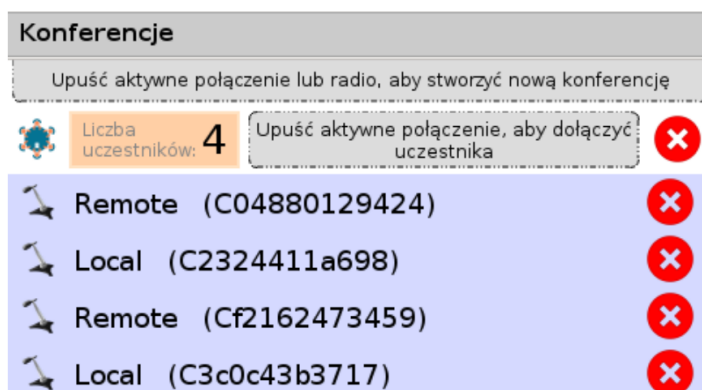 Konferencje
Upuść aktywne połączenie lub radio, aby stworzyć nową konferencję
Liczba
uczestników: 4
Upuść aktywne połączenie, aby dołączyć
uczestnika
Remote (C04880129424)
Local (C2324411a698)
Remote (Cf2162473459)
Local (C3c0c43b3717)